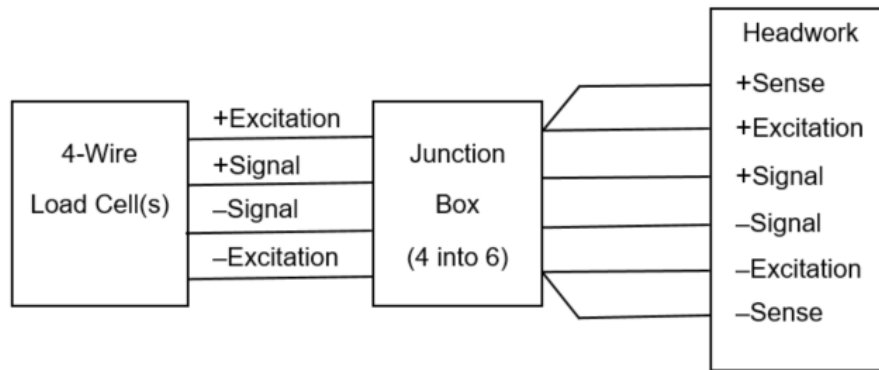 4-Wire
Load Cell(s)
+Excitation
+Signal
–Signal
–Excitation
Junction
Box
(4 into 6)
Headwork
+Sense
+Excitation
+Signal
–Signal
–Excitation
–Sense